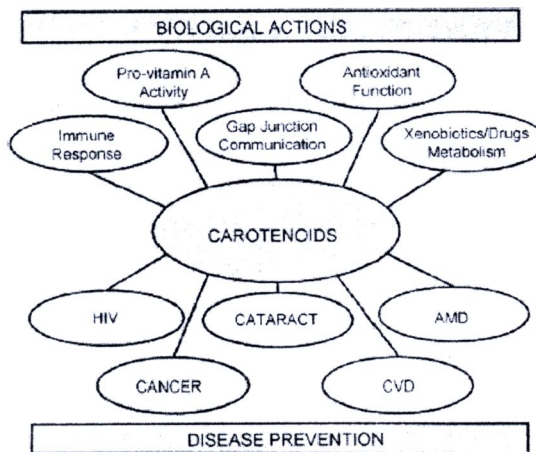 BIOLOGICAL ACTIONS
Pro-vitamin A
Activity
Antioxidant
Function
Immune
Response
Gap Junction
Communication
Xenobiotics/Drugs
Metabolism
CAROTENOIDS
HIV
CATARACT
AMD
CANCER
CVD
DISEASE PREVENTION